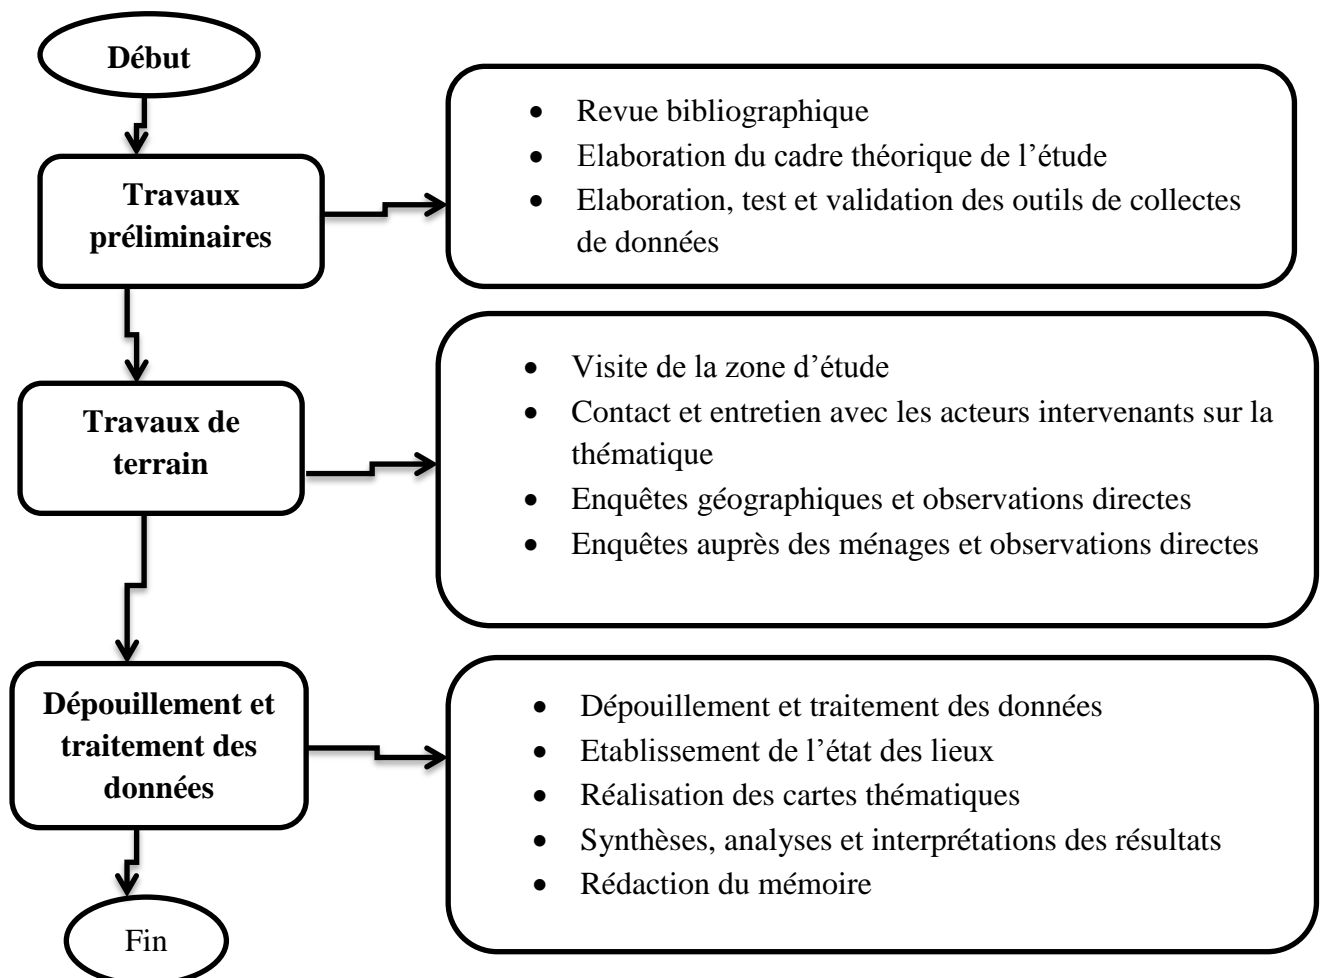 Début
Travaux
préliminaires
• Revue bibliographique
• Elaboration du cadre théorique de l’étude
• Elaboration, test et validation des outils de collectes
de données
Travaux de
terrain
• Visite de la zone d’étude
• Contact et entretien avec les acteurs intervenants sur la
thématique
• Enquêtes géographiques et observations directes
• Enquêtes auprès des ménages et observations directes
Dépouillement et
traitement des
données
• Dépouillement et traitement des données
• Etablissement de l’état des lieux
• Réalisation des cartes thématiques
• Synthèses, analyses et interprétations des résultats
• Rédaction du mémoire
Fin